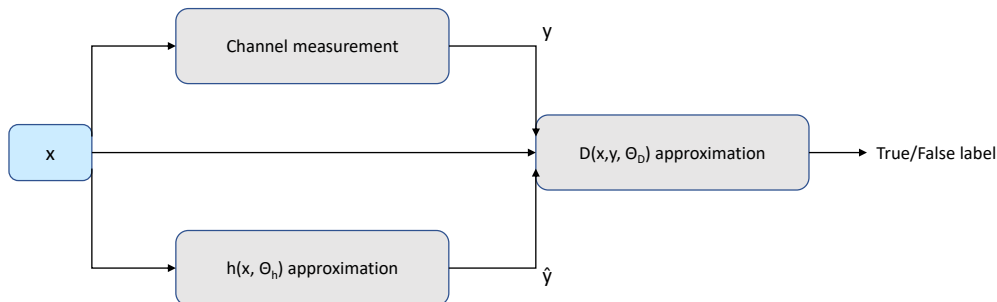 Channel measurement
y
x
D(x,y, Θ_D) approximation
True/False label
h(x, Θ_h) approximation
ŷ